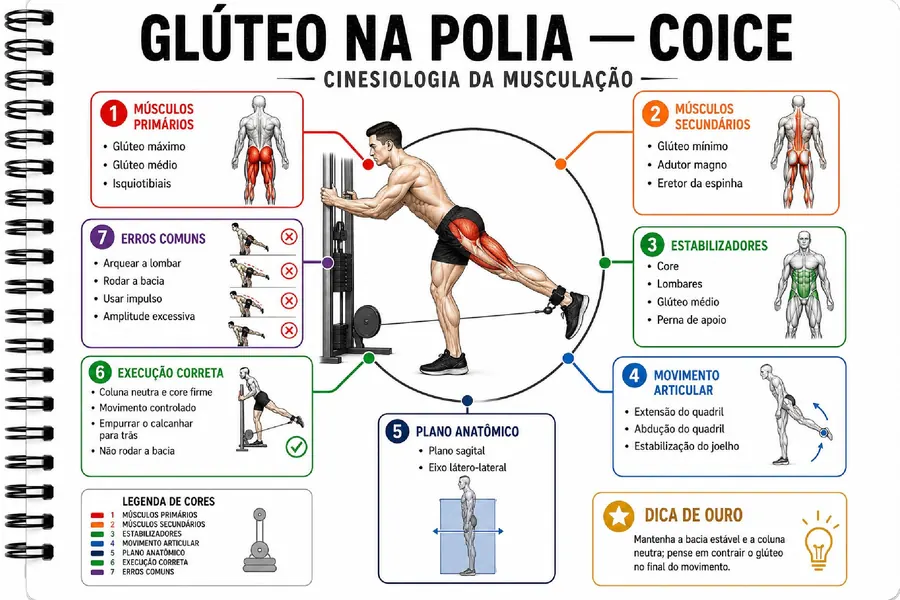 GLÚTEO NA POLIA — COICE
CINESIOLOGIA DA MUSCULAÇÃO
1 MÚSCULOS
PRIMÁRIOS
• Glúteo máximo
• Glúteo médio
• Isquiotibiais
2 MÚSCULOS
SECUNDÁRIOS
• Glúteo mínimo
• Adutor magno
• Eretor da espinha
7 ERROS COMUNS
• Arquear a lombar
• Rodar a bacia
• Usar impulso
• Amplitude excessiva
3 ESTABILIZADORES
• Core
• Lombares
• Glúteo médio
• Perna de apoio
6 EXECUÇÃO CORRETA
• Coluna neutra e core firme
• Movimento controlado
• Empurrar o calcanhar
para trás
• Não rodar a bacia
4 MOVIMENTO
ARTICULAR
• Extensão do quadril
• Abdução do quadril
• Estabilização do joelho
5 PLANO ANATÔMICO
• Plano sagital
• Eixo látero-lateral
LEGENDA DE CORES
1 MÚSCULOS PRIMÁRIOS
2 MÚSCULOS SECUNDÁRIOS
3 ESTABILIZADORES
4 MOVIMENTO ARTICULAR
5 PLANO ANATÔMICO
6 EXECUÇÃO CORRETA
7 ERROS COMUNS
DICA DE OURO
Mantenha a bacia estável e a coluna
neutra; pense em contrair o glúteo
no final do movimento.